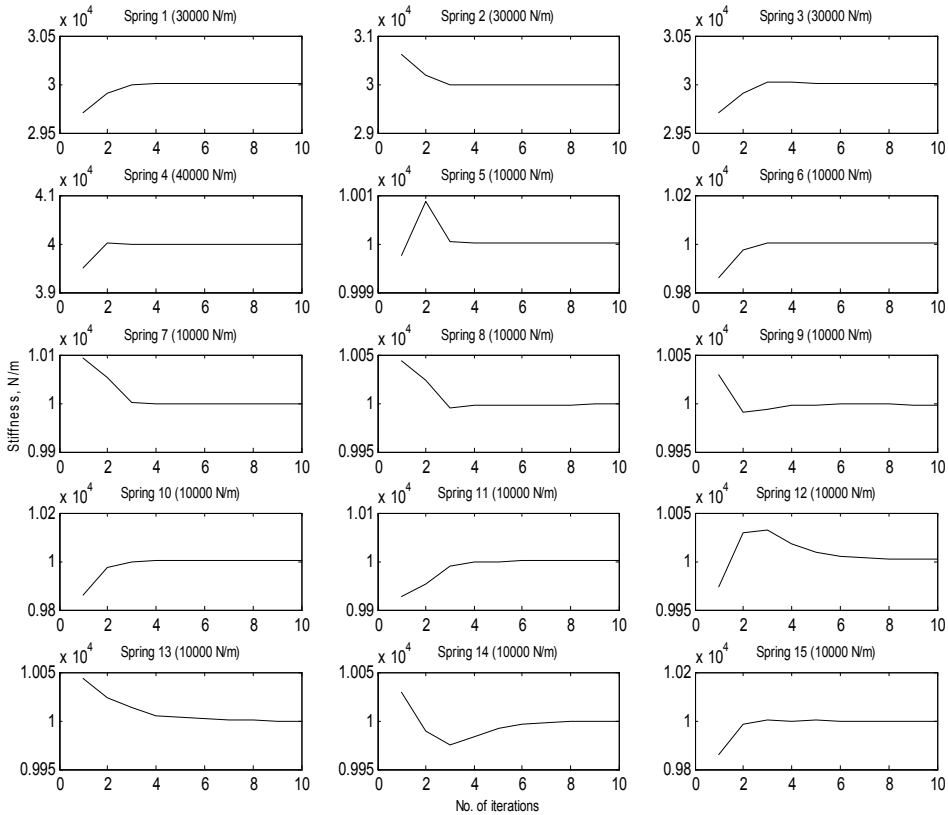 x 10^4 Spring 1 (30000 N/m)
3.05
3
2.95
0 2 4 6 8 10
x 10^4 Spring 2 (30000 N/m)
3.1
3
2.9
0 2 4 6 8 10
x 10^4 Spring 3 (30000 N/m)
3.05
3
2.95
0 2 4 6 8 10
x 10^4 Spring 4 (40000 N/m)
4.1
4
3.9
0 2 4 6 8 10
x 10^4 Spring 5 (10000 N/m)
1.001
1
0.999
0 2 4 6 8 10
x 10^4 Spring 6 (10000 N/m)
1.02
1
0.98
0 2 4 6 8 10
Stiffness, N/m
x 10^4 Spring 7 (10000 N/m)
1.01
1
0.99
0 2 4 6 8 10
x 10^4 Spring 8 (10000 N/m)
1.005
1
0.995
0 2 4 6 8 10
x 10^4 Spring 9 (10000 N/m)
1.005
1
0.995
0 2 4 6 8 10
x 10^4 Spring 10 (10000 N/m)
1.02
1
0.98
0 2 4 6 8 10
x 10^4 Spring 11 (10000 N/m)
1.01
1
0.99
0 2 4 6 8 10
x 10^4 Spring 12 (10000 N/m)
1.005
1
0.995
0 2 4 6 8 10
x 10^4 Spring 13 (10000 N/m)
1.005
1
0.995
0 2 4 6 8 10
x 10^4 Spring 14 (10000 N/m)
1.005
1
0.995
0 2 4 6 8 10
x 10^4 Spring 15 (10000 N/m)
1.02
1
0.98
0 2 4 6 8 10
No. of iterations